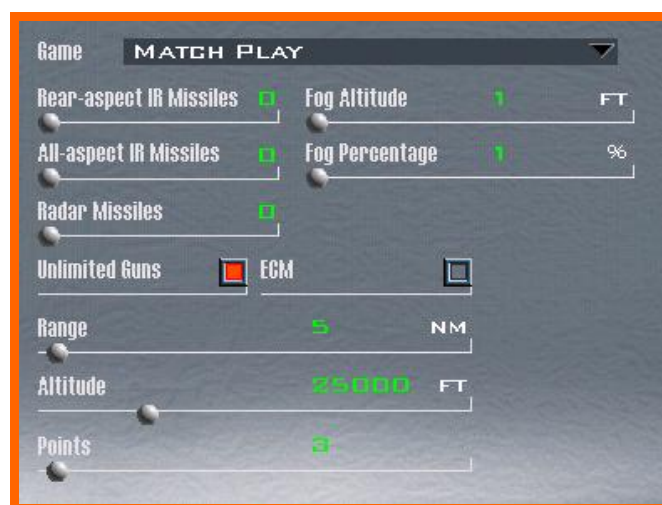 Game MATCH PLAY
Rear-aspect IR Missiles 0 Fog Altitude 1 FT
All-aspect IR Missiles 0 Fog Percentage 1 %
Radar Missiles 0
Unlimited Guns ECM
Range 5 NM
Altitude 25000 FT
Points 3